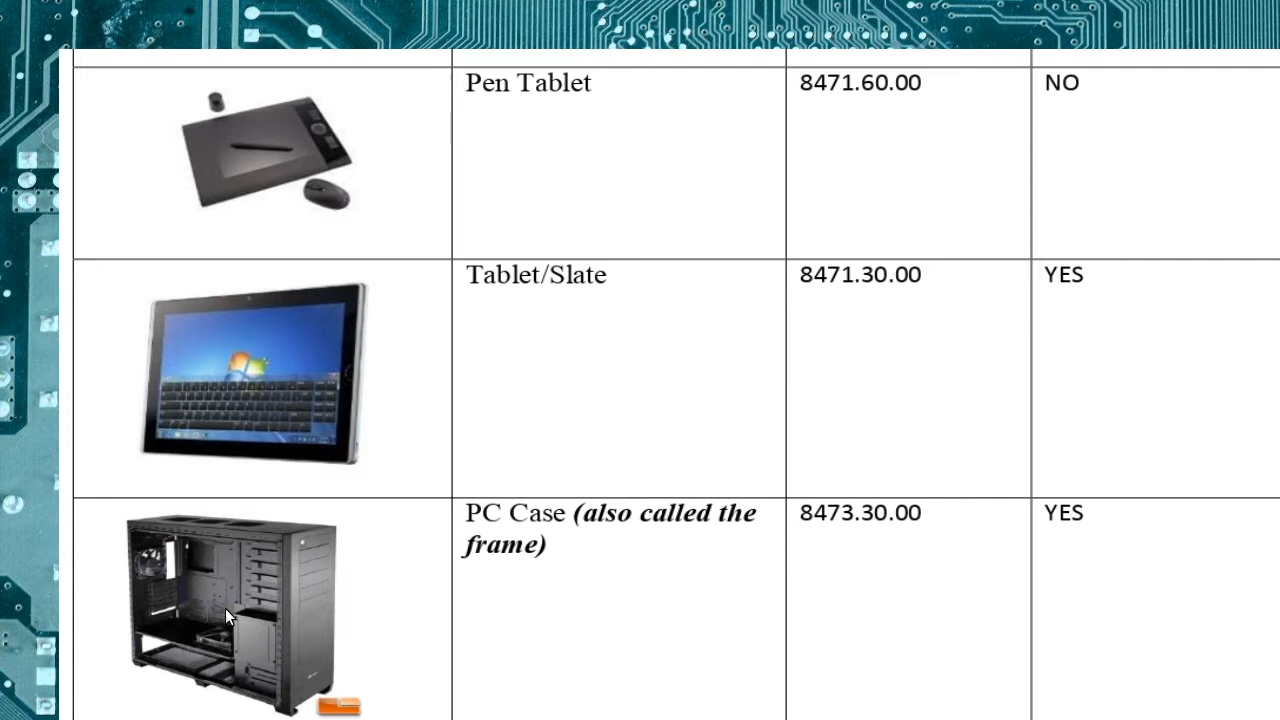 Pen Tablet 8471.60.00 NO
Tablet/Slate 8471.30.00 YES
PC Case (also called the 8473.30.00 YES
frame)